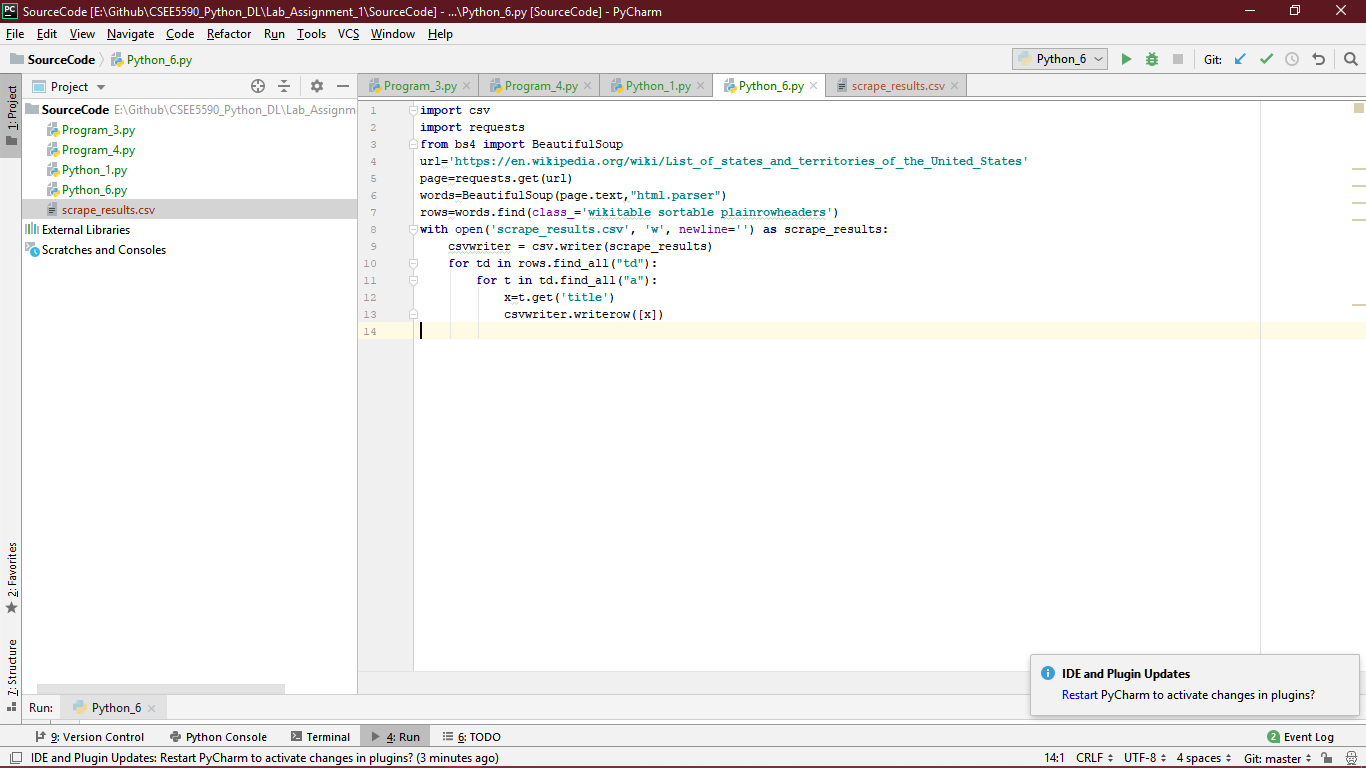 SourceCode [E:\Github\CSEE5590_Python_DL\Lab_Assignment_1\SourceCode] - ...\Python_6.py [SourceCode] - PyCharm
File Edit View Navigate Code Refactor Run Tools VCS Window Help
SourceCode Python_6.py
Python_6 Git:
1: Project
Project
Program_3.py Program_4.py Python_1.py Python_6.py scrape_results.csv
SourceCode E:\Github\CSEE5590_Python_DL\Lab_Assignm
Program_3.py
Program_4.py
Python_1.py
Python_6.py
scrape_results.csv
External Libraries
Scratches and Consoles
1 import csv
2 import requests
3 from bs4 import BeautifulSoup
4 url='https://en.wikipedia.org/wiki/List_of_states_and_territories_of_the_United_States'
5 page=requests.get(url)
6 words=BeautifulSoup(page.text,"html.parser")
7 rows=words.find(class_='wikitable sortable plainrowheaders')
8 with open('scrape_results.csv', 'w', newline='') as scrape_results:
9 csvwriter = csv.writer(scrape_results)
10 for td in rows.find_all("td"):
11 for t in td.find_all("a"):
12 x=t.get('title')
13 csvwriter.writerow([x])
14
2: Favorites
7: Structure
IDE and Plugin Updates
Restart PyCharm to activate changes in plugins?
Run: Python_6
9: Version Control Python Console Terminal 4: Run 6: TODO 2 Event Log
IDE and Plugin Updates: Restart PyCharm to activate changes in plugins? (3 minutes ago) 14:1 CRLF UTF-8 4 spaces Git: master